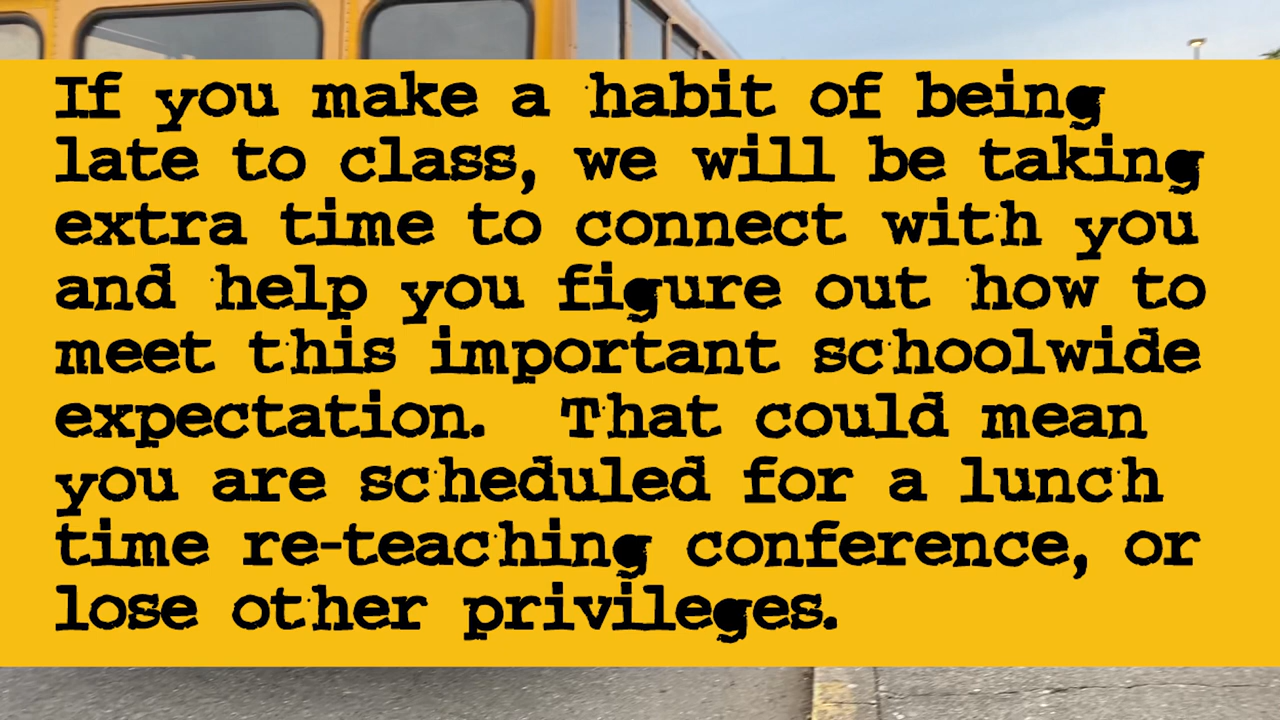 If you make a habit of being
late to class, we will be taking
extra time to connect with you
and help you figure out how to
meet this important schoolwide
expectation.  That could mean
you are scheduled for a lunch
time re-teaching conference, or
lose other privileges.